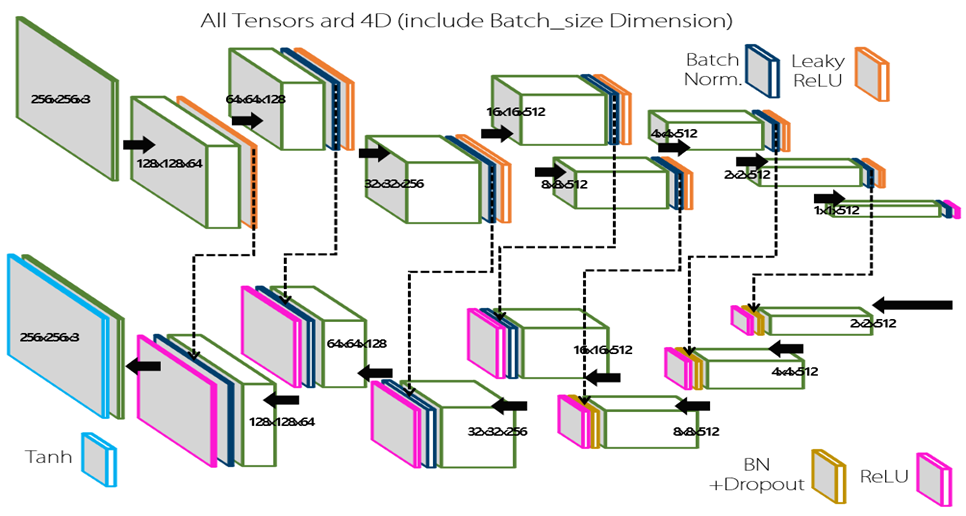 All Tensors ard 4D (include Batch_size Dimension)
Batch
Norm.
Leaky
ReLU
256x256x3
128x128x64
64x64x128
32x32x256
16x16x512
8x8x512
4x4x512
2x2x512
1x1x512
256x256x3
128x128x64
64x64x128
32x32x256
16x16x512
8x8x512
4x4x512
2x2x512
Tanh
BN
+Dropout
ReLU